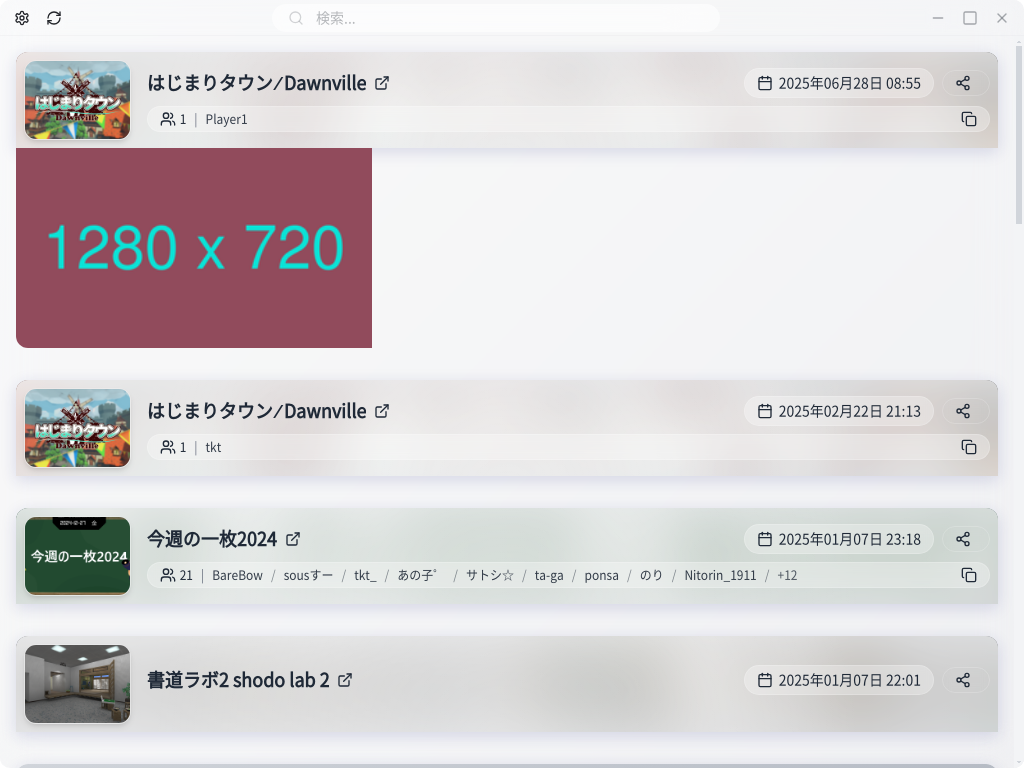 検索...
はじまりタウン/Dawnville
2025年06月28日 08:55
はじまりタウン
Dawnville
1 | Player1
1280 x 720
はじまりタウン/Dawnville
2025年02月22日 21:13
はじまりタウン
Dawnville
1 | tkt
今週の一枚2024
2025年01月07日 23:18
今週の一枚2024
21 | BareBow / sousすー / tkt_ / あの子゜ / サトシ☆ / ta-ga / ponsa / のり / Nitorin_1911 / +12
書道ラボ2 shodo lab 2
2025年01月07日 22:01